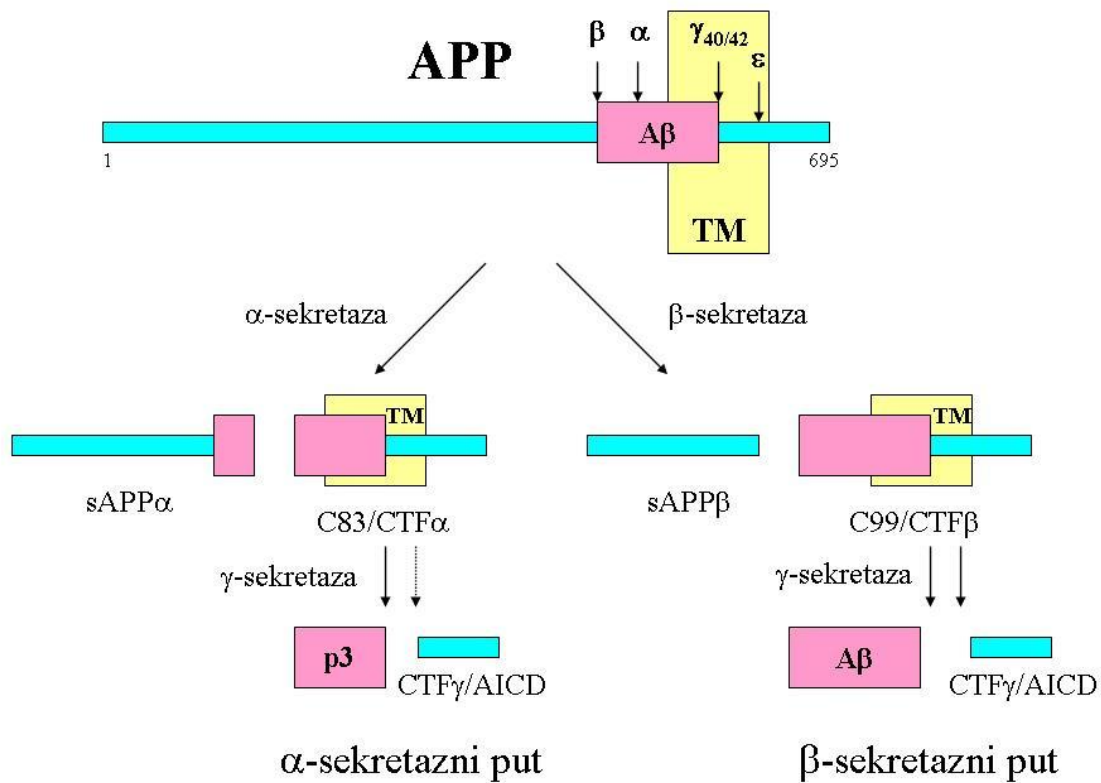 β α γ40/42
ε
APP
Aβ
1 695
TM
α-sekretaza β-sekretaza
TM TM
sAPPα sAPPβ
C83/CTFα C99/CTFβ
γ-sekretaza γ-sekretaza
p3 Aβ
CTFγ/AICD CTFγ/AICD
α-sekretazni put β-sekretazni put